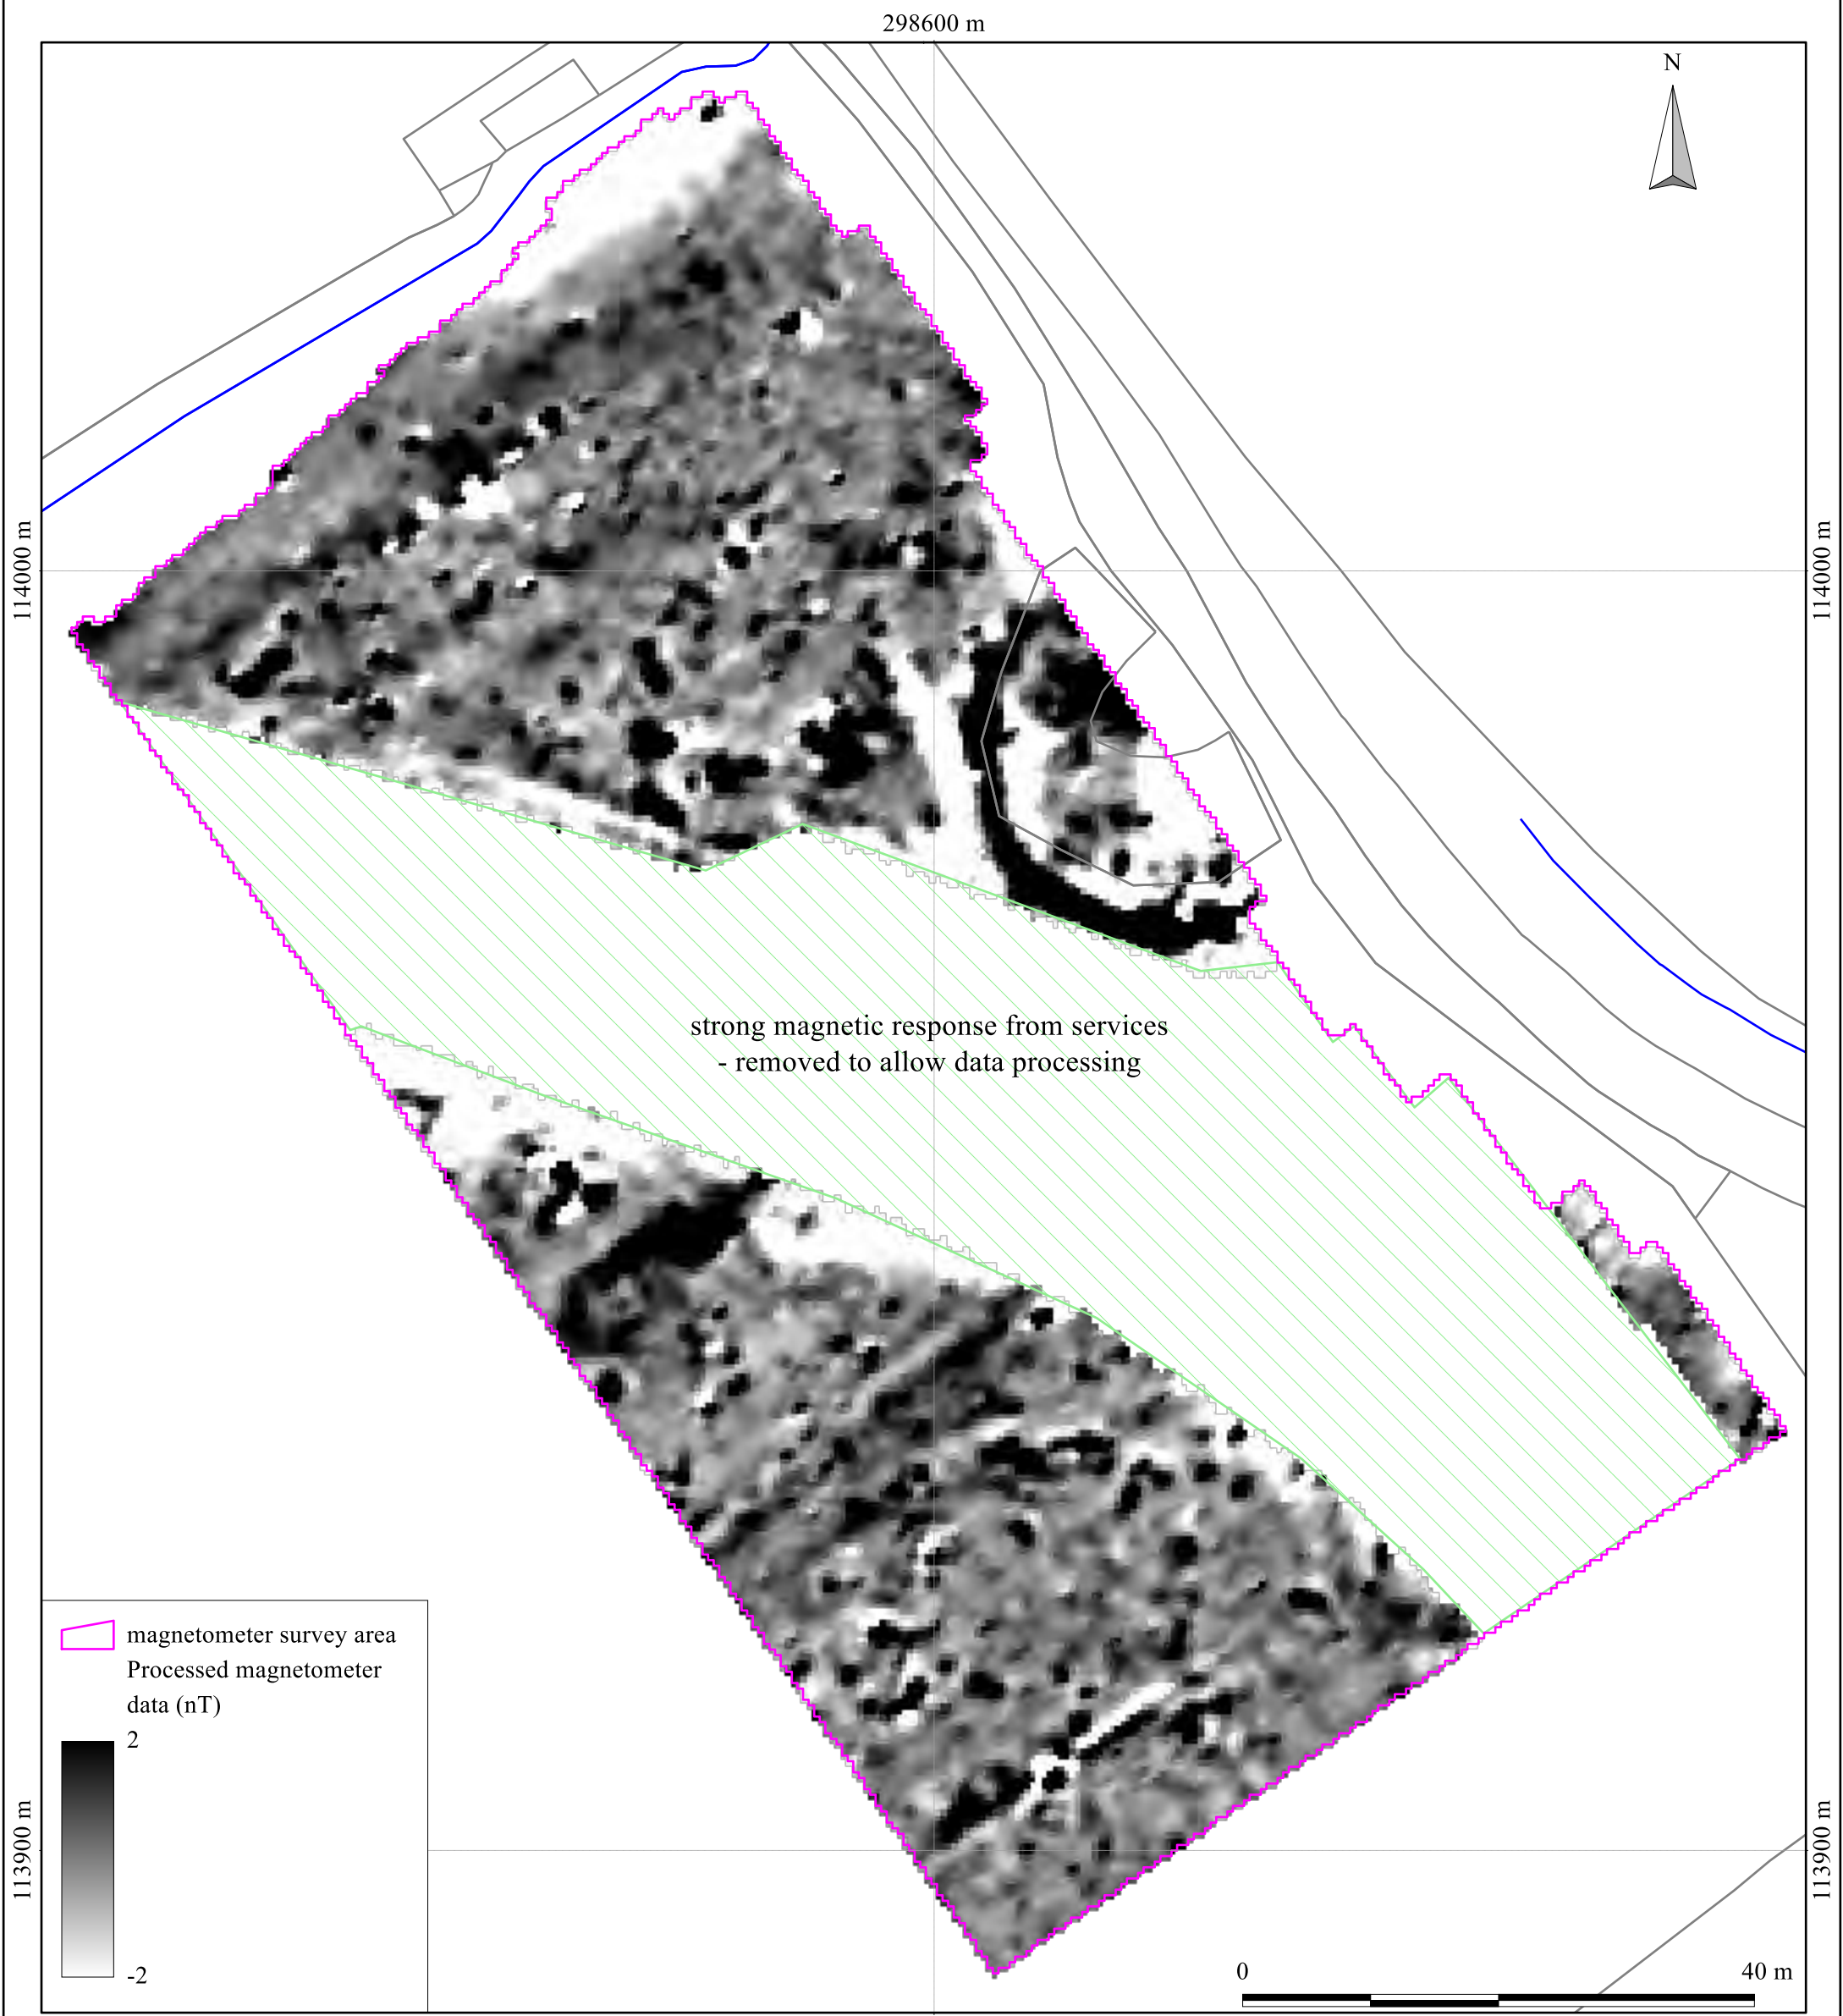 298600 m
N
114000 m
114000 m
strong magnetic response from services
- removed to allow data processing
magnetometer survey area
Processed magnetometer
data (nT)
2
-2
113900 m
113900 m
0
40 m